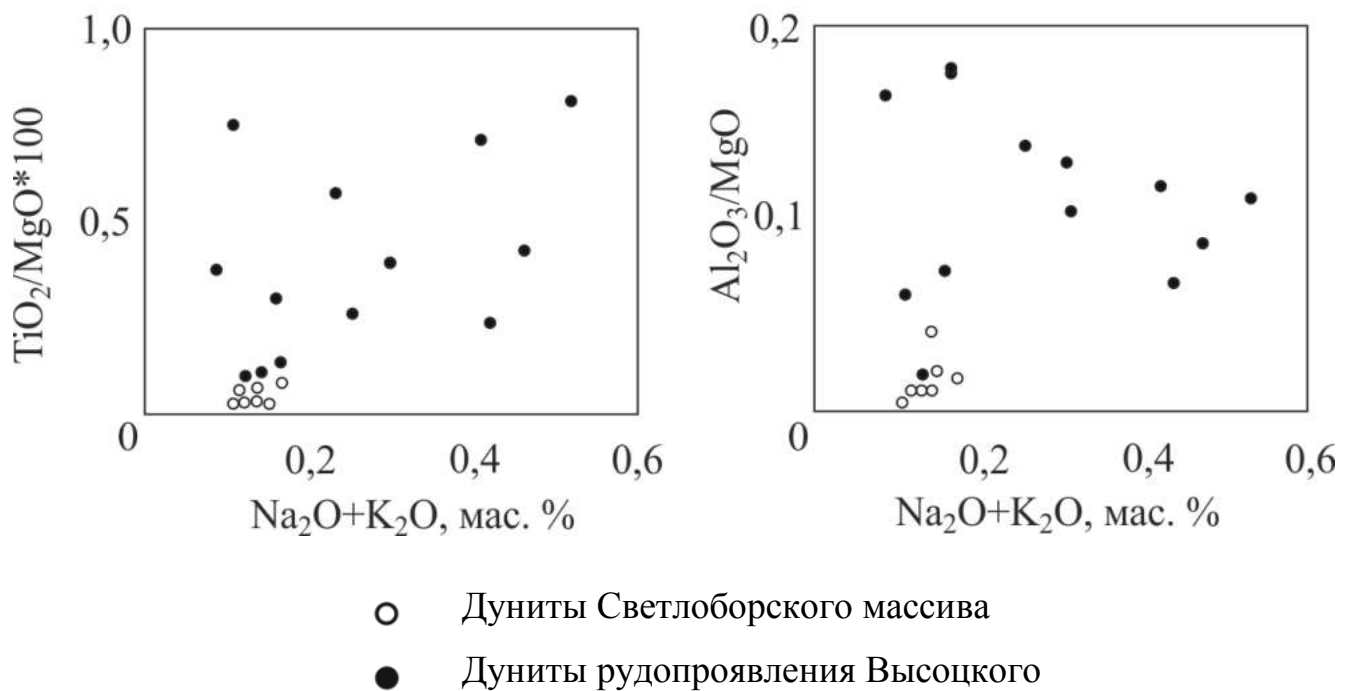 1,0
0,5
0
0,2
0,4
0,6
TiO₂/MgO*100
Na₂O+K₂O, мас. %
0,2
0,1
0
0,2
0,4
0,6
Al₂O₃/MgO
Na₂O+K₂O, мас. %
Дуниты Светлоборского массива
Дуниты рудопроявления Высоцкого